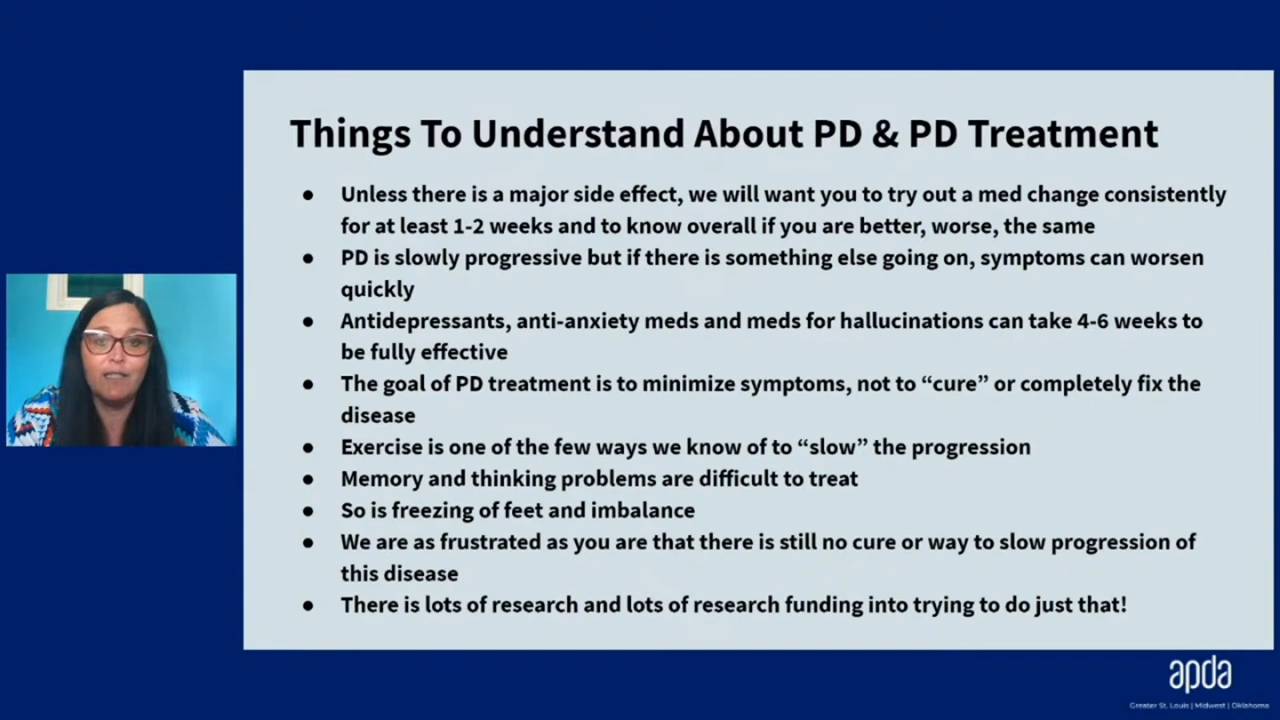 Things To Understand About PD & PD Treatment
● Unless there is a major side effect, we will want you to try out a med change consistently
for at least 1-2 weeks and to know overall if you are better, worse, the same
● PD is slowly progressive but if there is something else going on, symptoms can worsen
quickly
● Antidepressants, anti-anxiety meds and meds for hallucinations can take 4-6 weeks to
be fully effective
● The goal of PD treatment is to minimize symptoms, not to “cure” or completely fix the
disease
● Exercise is one of the few ways we know of to “slow” the progression
● Memory and thinking problems are difficult to treat
● So is freezing of feet and imbalance
● We are as frustrated as you are that there is still no cure or way to slow progression of
this disease
● There is lots of research and lots of research funding into trying to do just that!
apda
Greater St. Louis | Midwest | Oklahoma